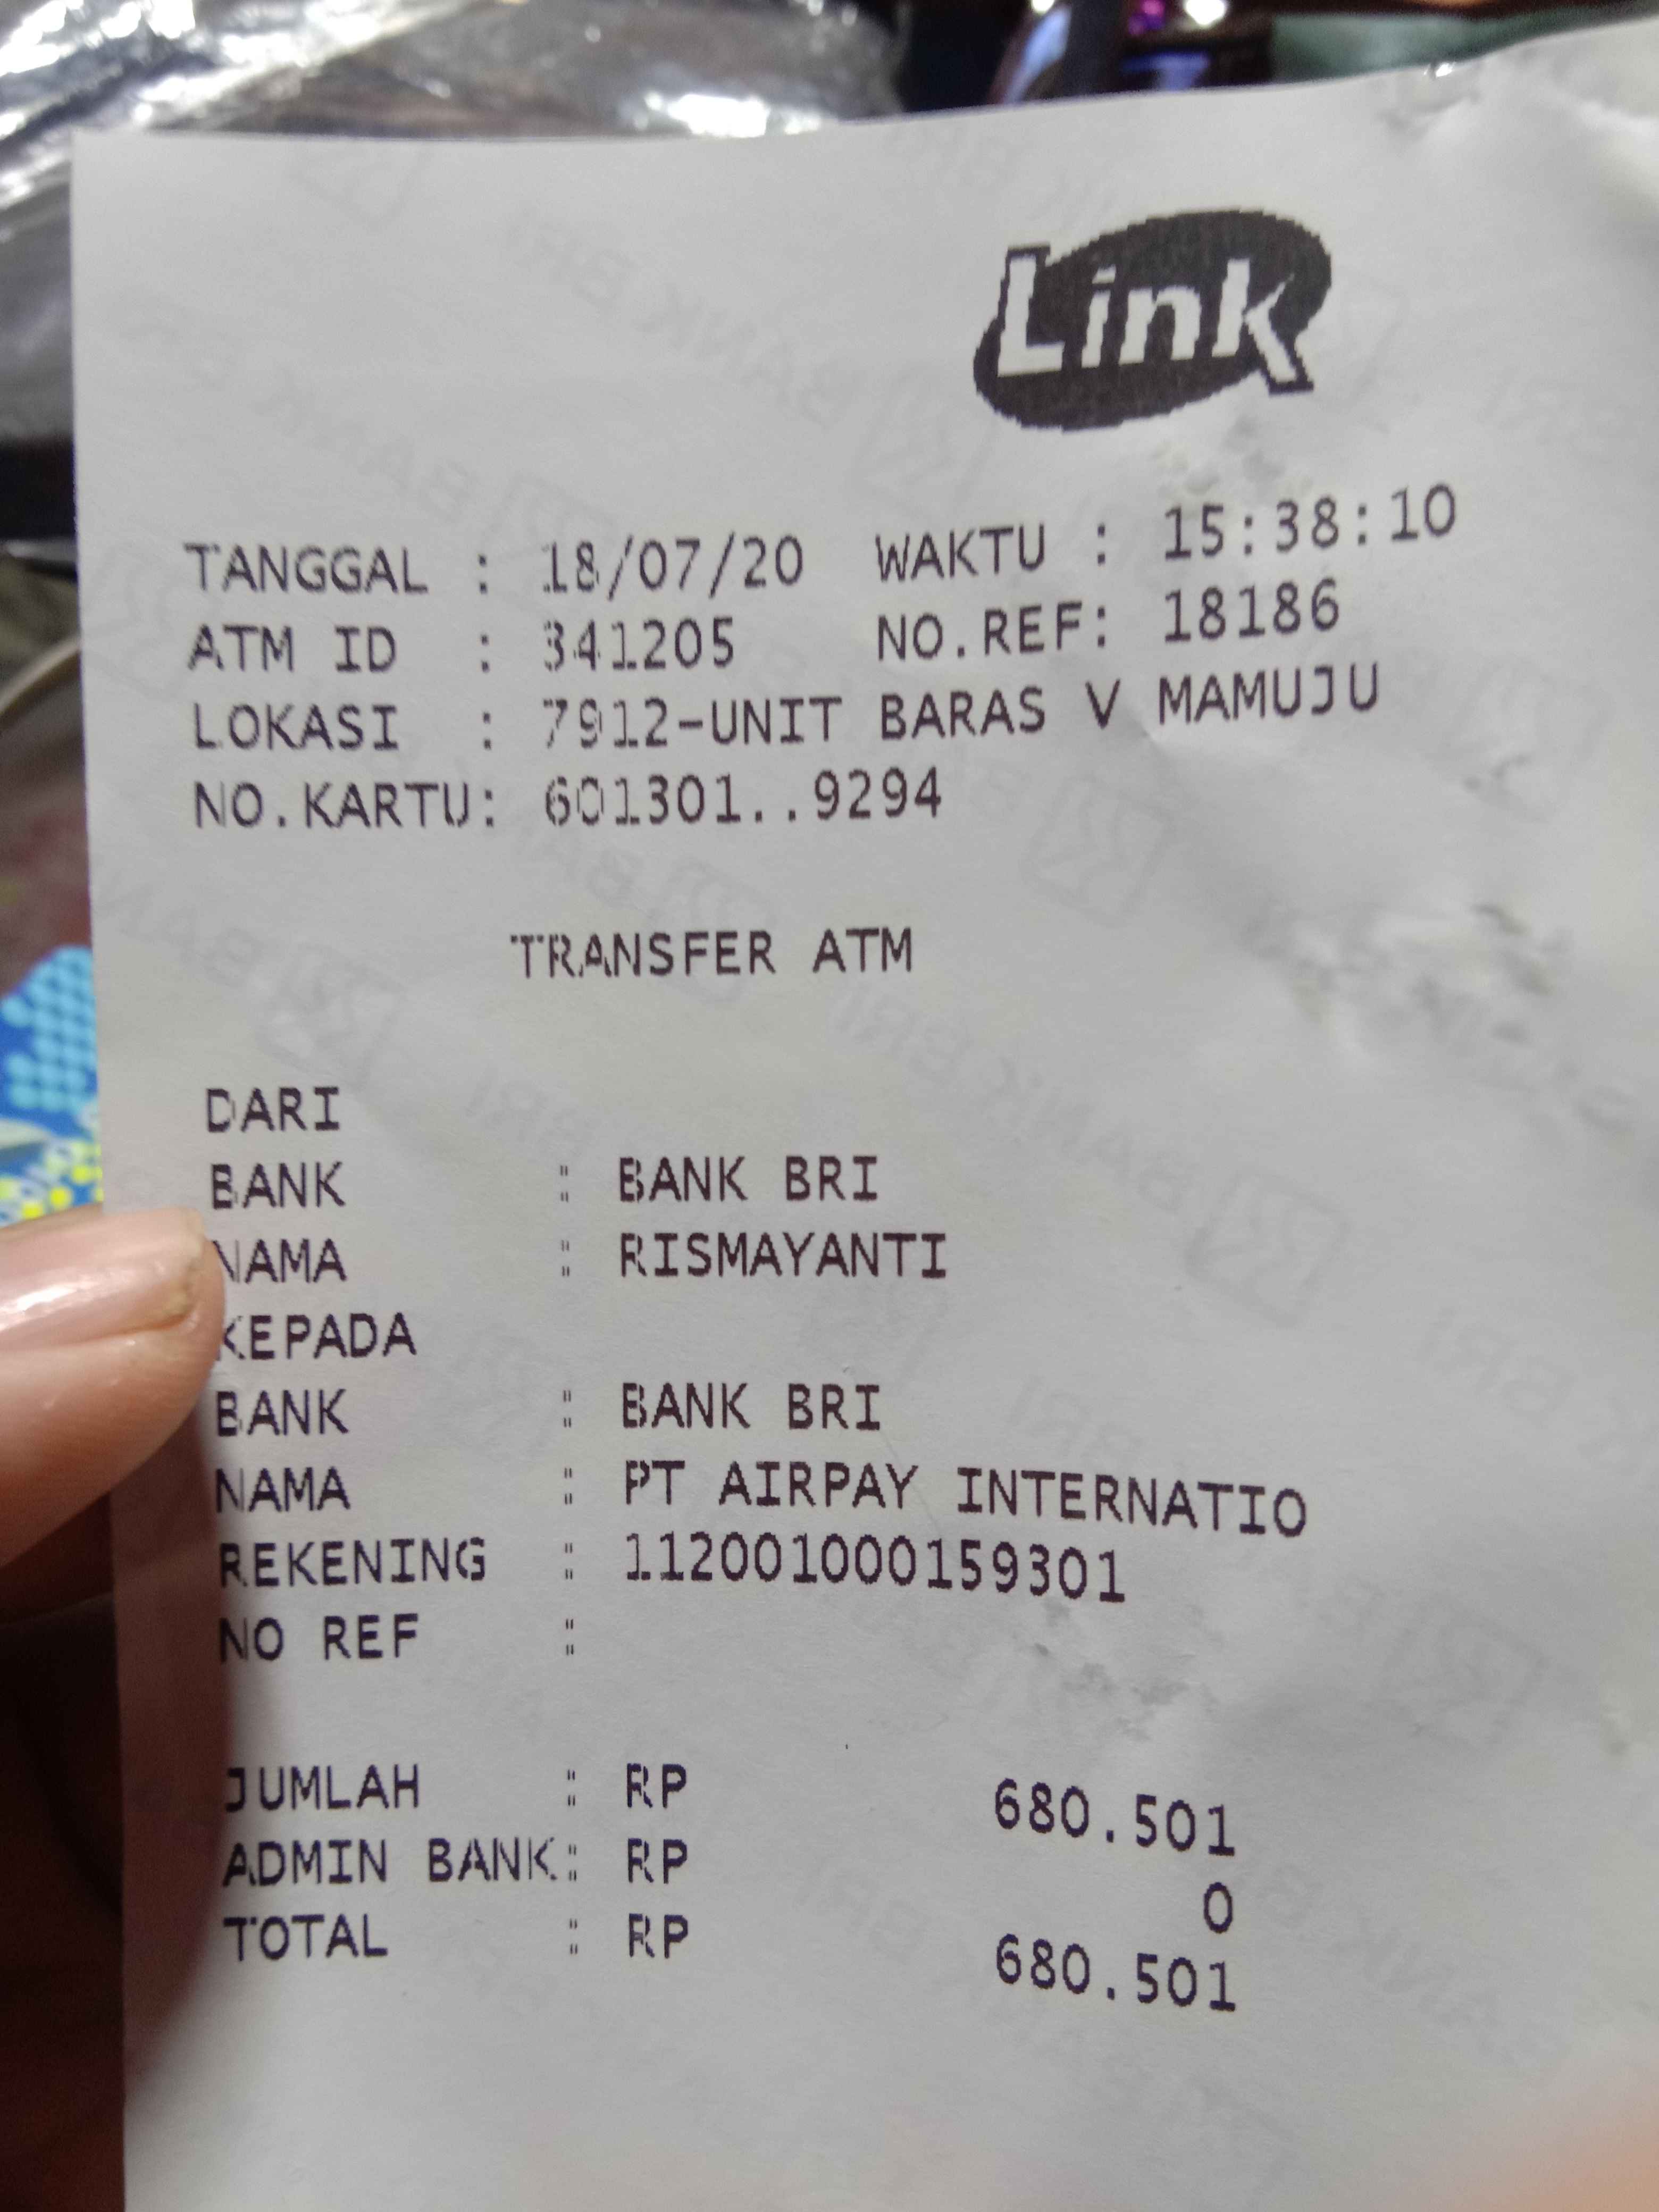 Link
TANGGAL : 18/07/20 WAKTU : 15:38:10
ATM ID : 341205 NO.REF: 18186
LOKASI : 7912-UNIT BARAS V MAMUJU
NO.KARTU: 601301..9294
TRANSFER ATM
DARI
BANK : BANK BRI
NAMA : RISMAYANTI
KEPADA
BANK : BANK BRI
NAMA : PT AIRPAY INTERNATIO
REKENING : 112001000159301
NO REF :
JUMLAH : RP 680.501
ADMIN BANK: RP 0
TOTAL : RP 680.501